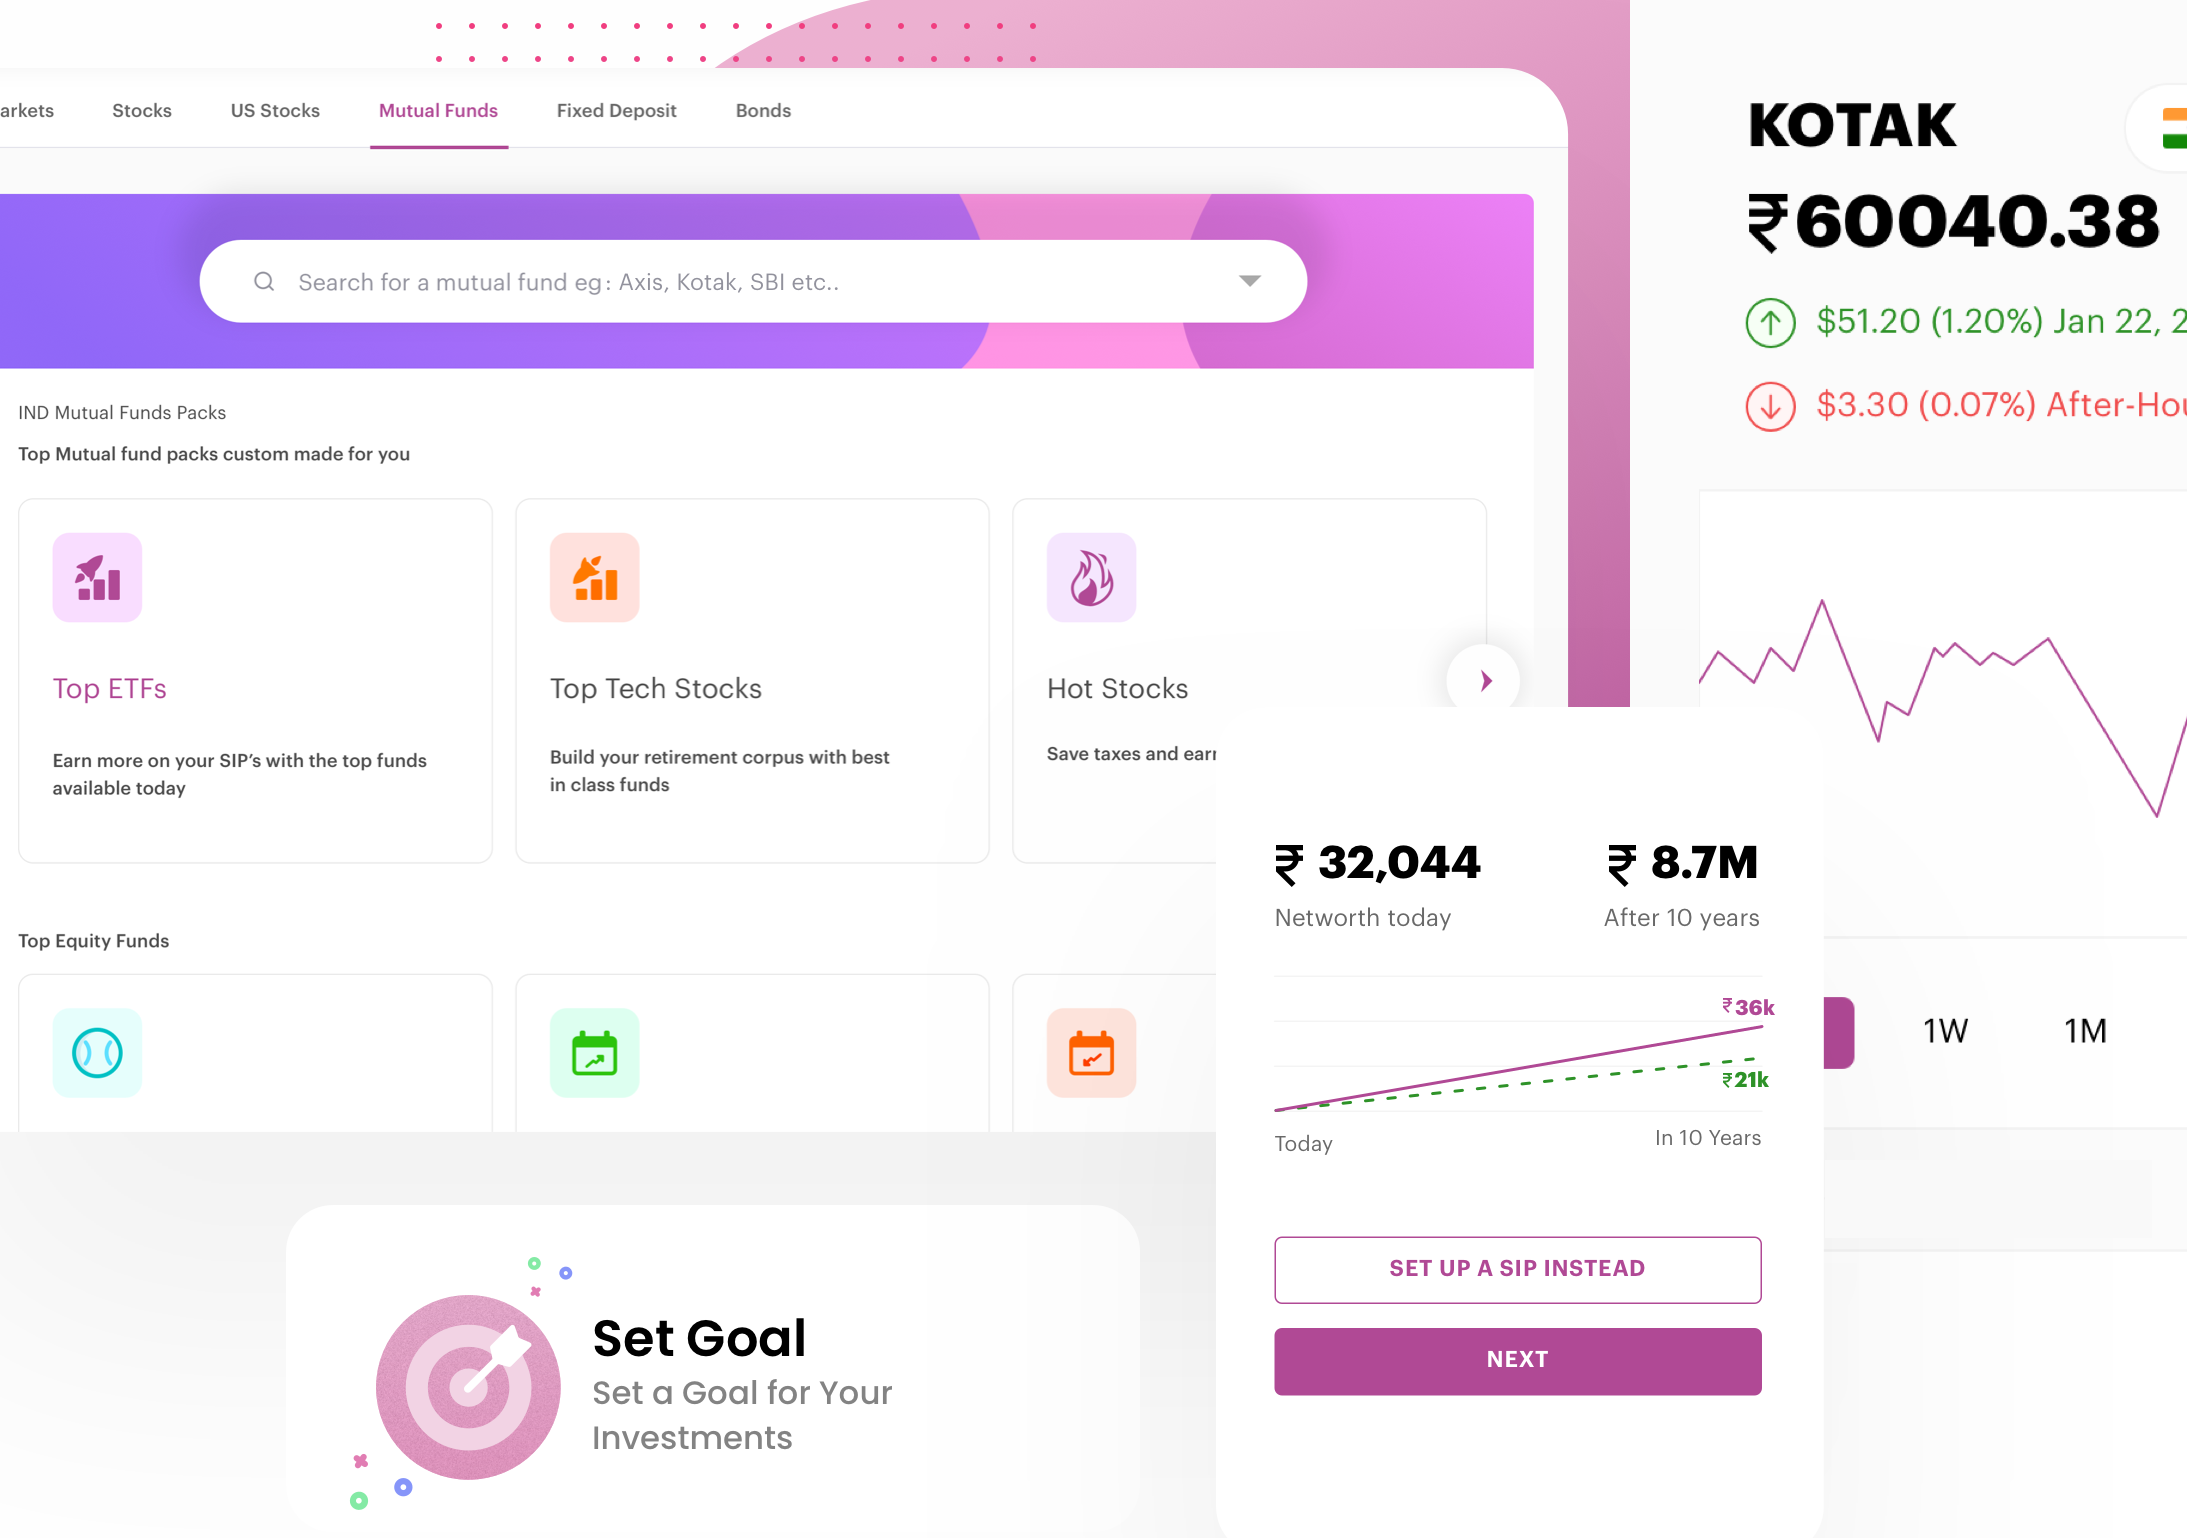 arkets Stocks US Stocks Mutual Funds Fixed Deposit Bonds
Search for a mutual fund eg: Axis, Kotak, SBI etc..
IND Mutual Funds Packs
Top Mutual fund packs custom made for you
Top ETFs
Earn more on your SIP’s with the top funds
available today
Top Tech Stocks
Build your retirement corpus with best
in class funds
Hot Stocks
Save taxes and earn
Top Equity Funds
KOTAK
₹60040.38
$51.20 (1.20%) Jan 22, 2
$3.30 (0.07%) After-Hou
1W 1M
₹ 32,044
Networth today
₹ 8.7M
After 10 years
₹36k
₹21k
Today
In 10 Years
SET UP A SIP INSTEAD
NEXT
Set Goal
Set a Goal for Your
Investments